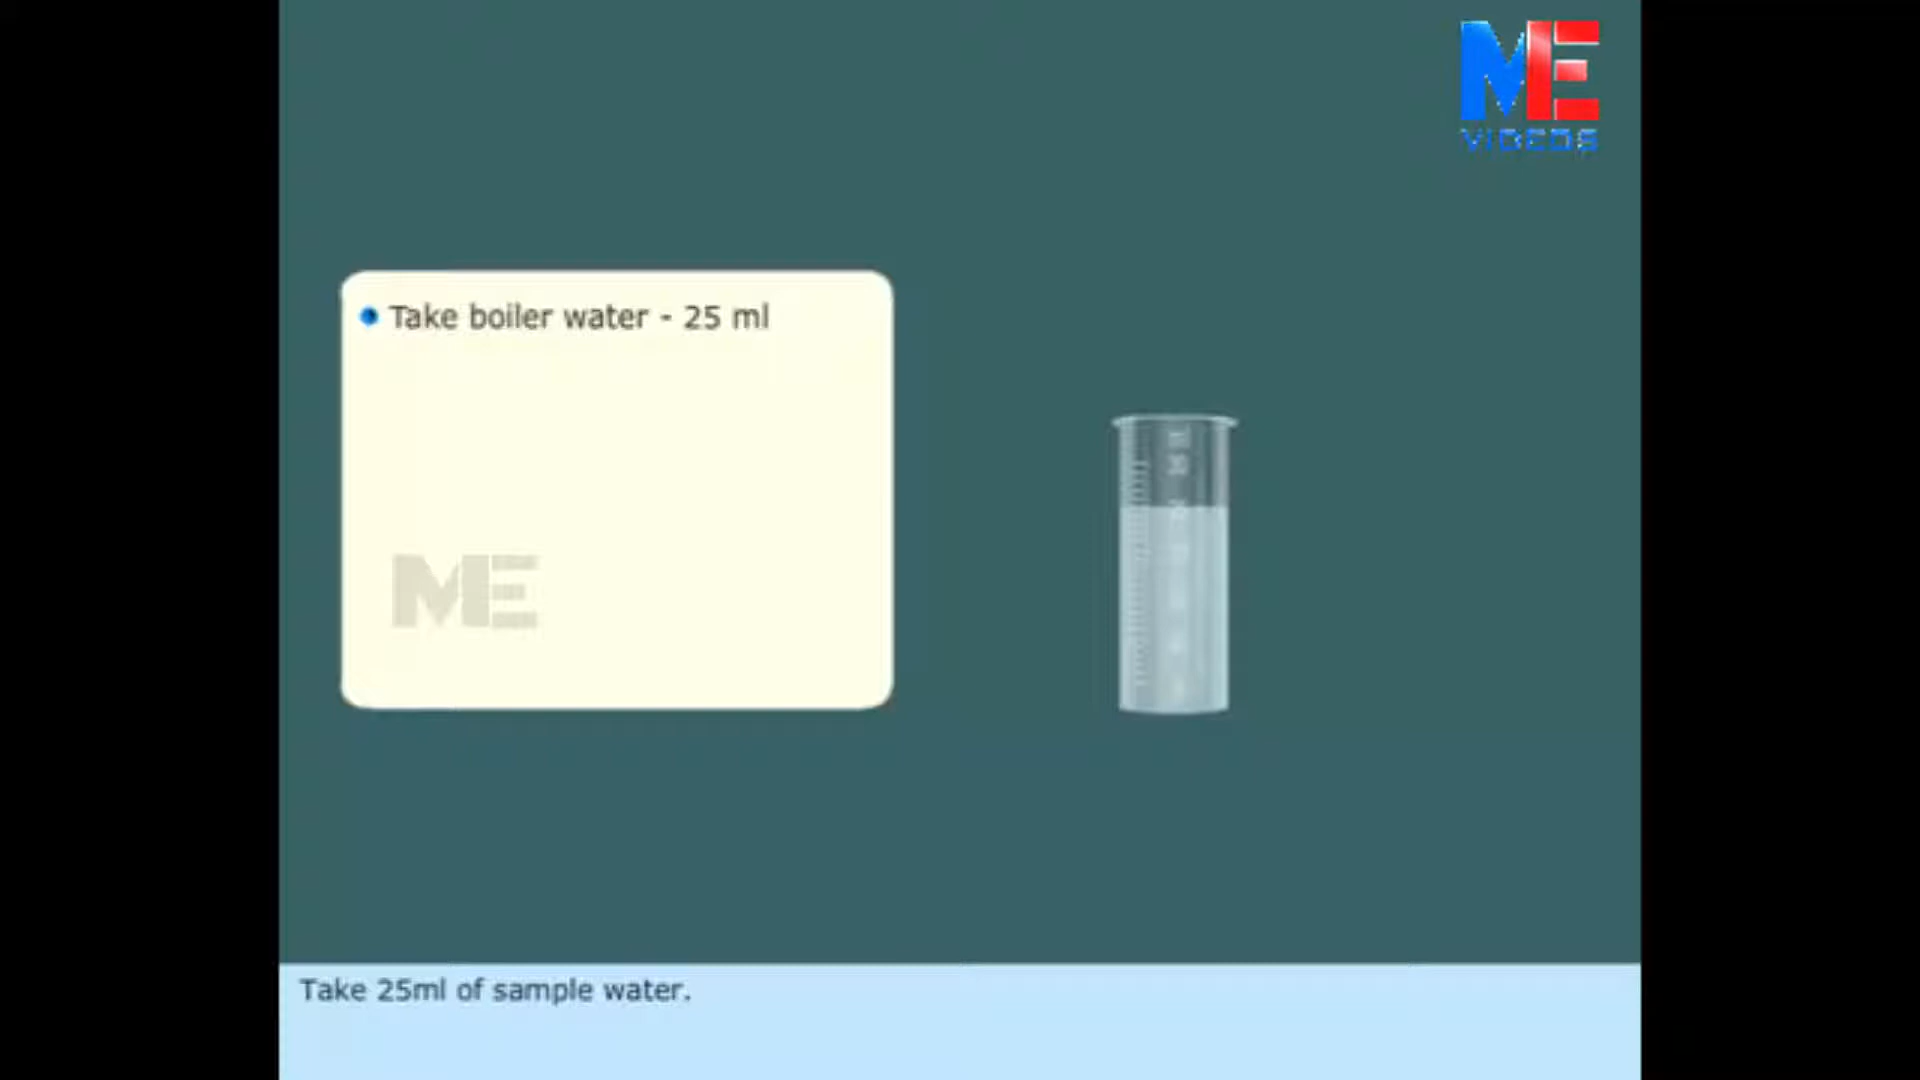 ME
VIDEOS
Take boiler water - 25 ml
ME
Take 25ml of sample water.